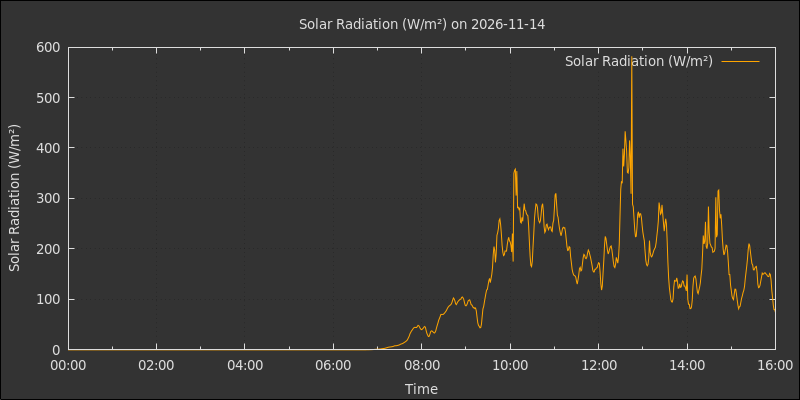 Solar Radiation (W/m²) on 2026-11-14
Solar Radiation (W/m²)
600
500
400
300
200
100
0
Solar Radiation (W/m²)
00:00 02:00 04:00 06:00 08:00 10:00 12:00 14:00 16:00
Time